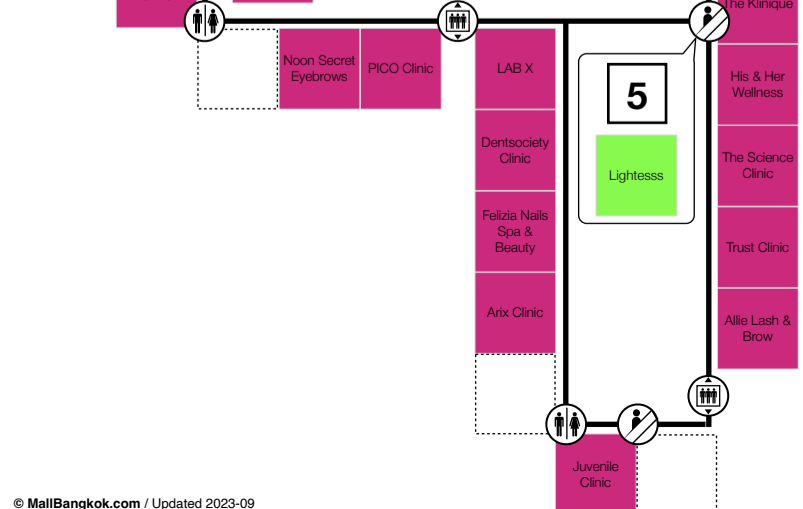 The Klinique
Noon Secret
Eyebrows
PICO Clinic
LAB X
5
His & Her
Wellness
Dentsociety
Clinic
Lightesss
The Science
Clinic
Felizia Nails
Spa &
Beauty
Trust Clinic
Arix Clinic
Allie Lash &
Brow
Juvenile
Clinic
© MallBangkok.com / Updated 2023-09